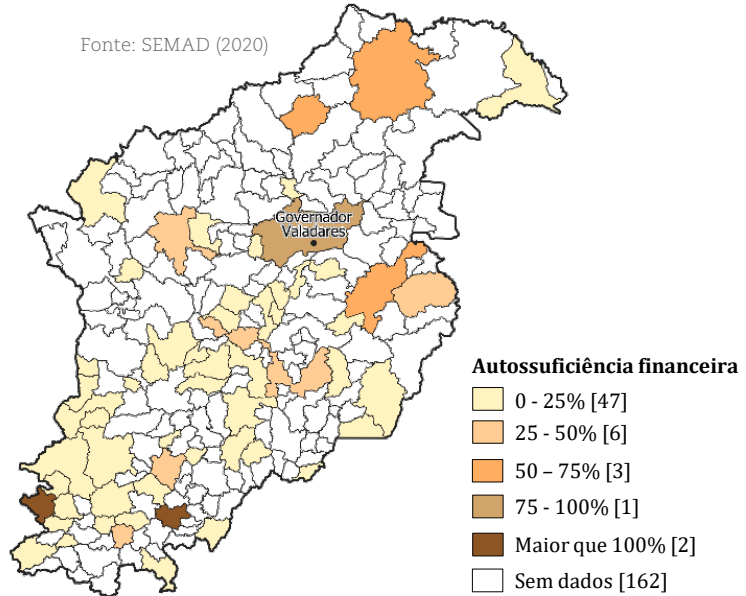 Fonte: SEMAD (2020)
Governador
Valadares
Autossuficiência financeira
0 - 25% [47]
25 - 50% [6]
50 – 75% [3]
75 - 100% [1]
Maior que 100% [2]
Sem dados [162]